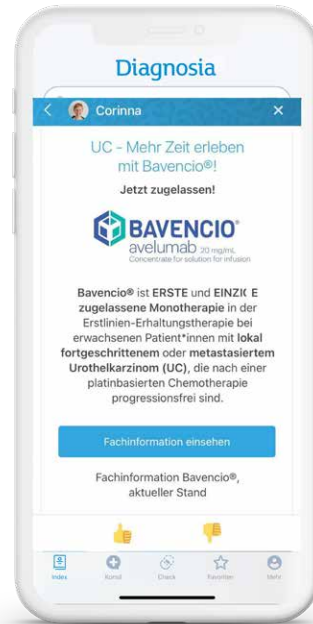 Diagnosia
Corinna
UC - Mehr Zeit erleben
mit Bavencio®!
Jetzt zugelassen!
BAVENCIO®
avelumab 20 mg/mL
Concentrate for solution for infusion
Bavencio® ist ERSTE und EINZIGE
zugelassene Monotherapie in der
Erstlinien-Erhaltungstherapie bei
erwachsenen Patient*innen mit lokal
fortgeschrittenem oder metastasiertem
Urothelkarzinom (UC), die nach einer
platinbasierten Chemotherapie
progressionsfrei sind.
Fachinformation einsehen
Fachinformation Bavencio®,
aktueller Stand
Index
Konsil
Check
Favoriten
Mehr